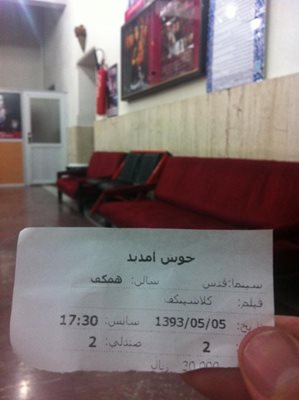 خوش آمدید
سینما: قدس سالن: همکف
فیلم: کلاسینکف
تاریخ: 1393/05/05 سانس: 17:30
2 صندلی: 2
30,000 ریال